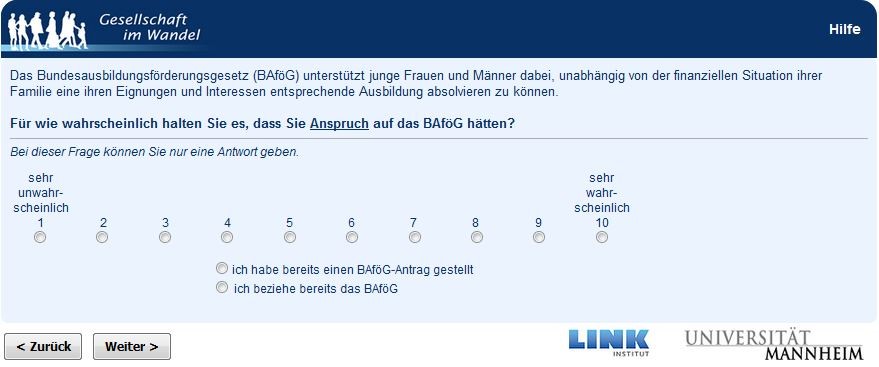 Gesellschaft
im Wandel
Hilfe
Das Bundesausbildungsförderungsgesetz (BAföG) unterstützt junge Frauen und Männer dabei, unabhängig von der finanziellen Situation ihrer
Familie eine ihren Eignungen und Interessen entsprechende Ausbildung absolvieren zu können.
Für wie wahrscheinlich halten Sie es, dass Sie Anspruch auf das BAföG hätten?
Bei dieser Frage können Sie nur eine Antwort geben.
sehr sehr
unwahr- wahr-
scheinlich scheinlich
1 2 3 4 5 6 7 8 9 10
ich habe bereits einen BAföG-Antrag gestellt
ich beziehe bereits das BAföG
< Zurück Weiter >
LINK
INSTITUT
UNIVERSITÄT
MANNHEIM